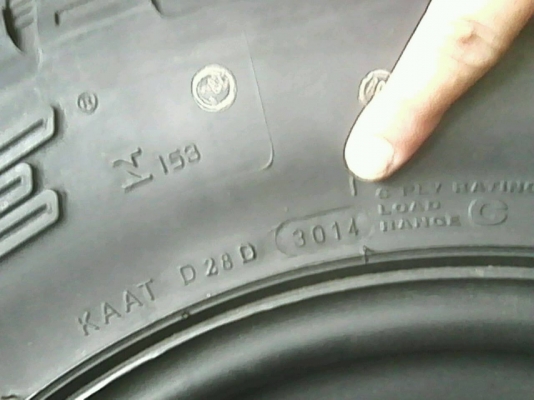 ®
153
6 PLY RATING
LOAD
RANGE C
KAAT D28D 3014